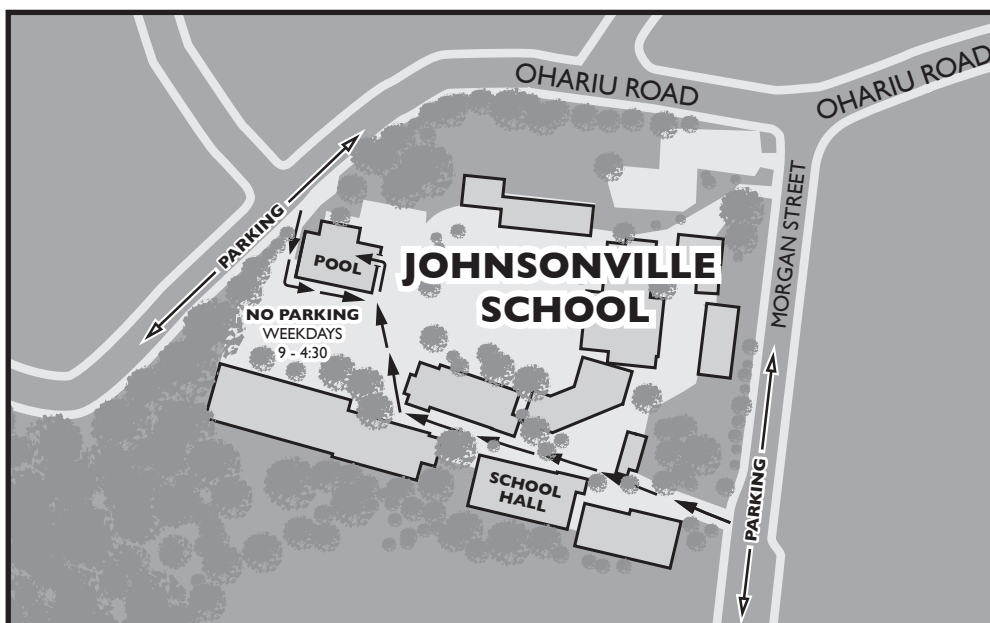 OHARIU ROAD
OHARIU ROAD
MORGAN STREET
PARKING
POOL
JOHNSONVILLE
SCHOOL
NO PARKING
WEEKDAYS
9 - 4:30
SCHOOL
HALL
PARKING